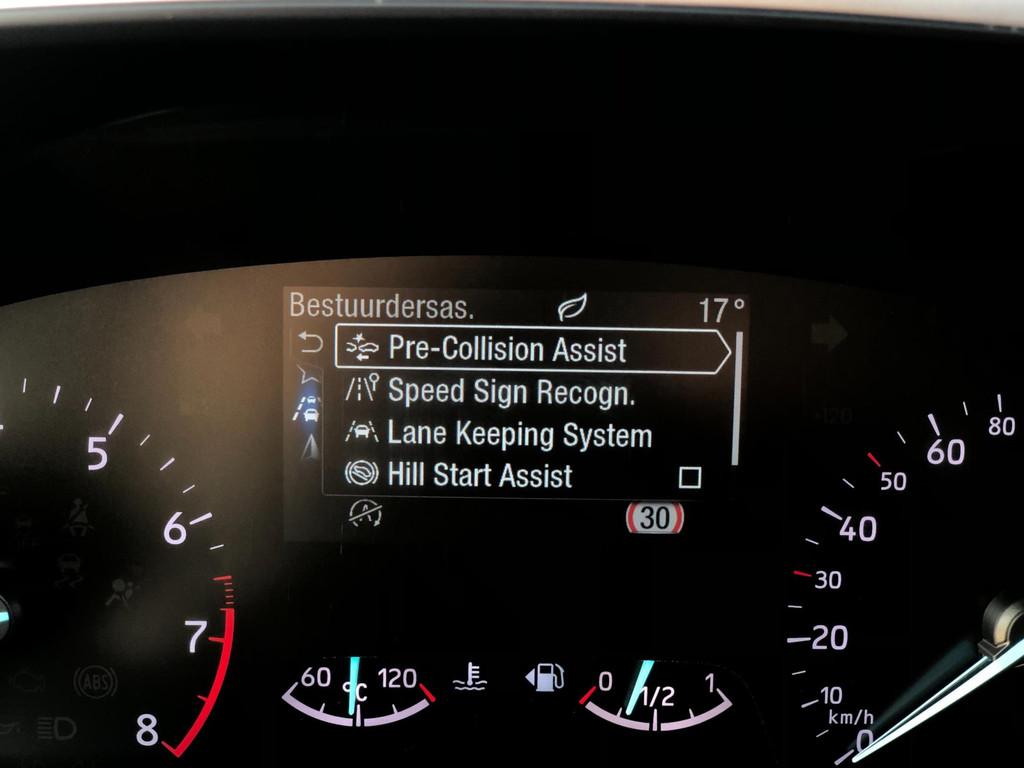 Bestuurdersas. 17°
Pre-Collision Assist
Speed Sign Recogn.
Lane Keeping System
Hill Start Assist
30
5
6
7
8
60 °C 120
0 1/2 1
80
60
50
40
30
20
10
km/h
0
ABS